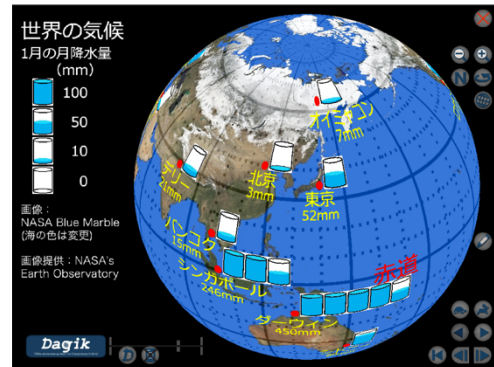 世界の気候
1月の月降水量
(mm)
100
50
10
0
画像：
NASA Blue Marble
(海の色は変更)
画像提供：NASA's
Earth Observatory
オイミャコン
7mm
デリー
北京
3mm
東京
52mm
バンコク
15mm
シンガポール
246mm
赤道
ダーウィン
450mm
Dagik
N
D